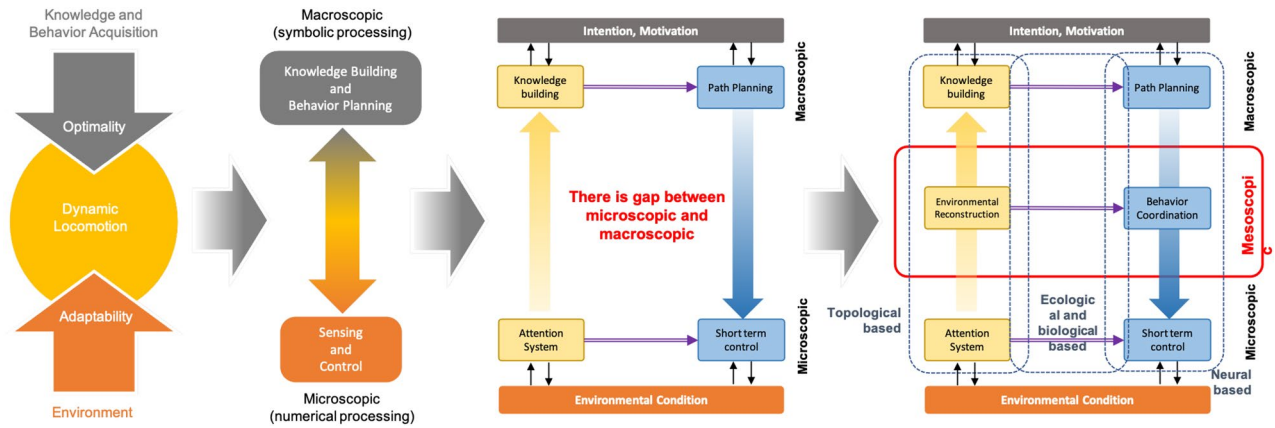 Knowledge and
Behavior Acquisition
Optimality
Dynamic
Locomotion
Adaptability
Environment
Macroscopic
(symbolic processing)
Knowledge Building
and
Behavior Planning
Sensing
and
Control
Microscopic
(numerical processing)
Intention, Motivation
Knowledge
building
Path Planning
Macroscopic
There is gap between
microscopic and
macroscopic
Attention
System
Short term
control
Microscopic
Environmental Condition
Intention, Motivation
Knowledge
building
Path Planning
Macroscopic
Environmental
Reconstruction
Behavior
Coordination
Mesoscopi
c
Topological
based
Ecologic
al and
biological
based
Attention
System
Short term
control
Microscopic
Neural
based
Environmental Condition